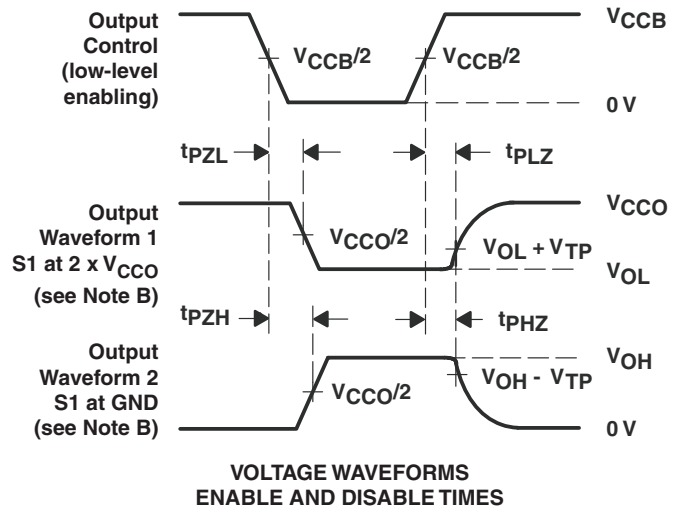 Output
Control
(low-level
enabling)
VCCB/2
VCCB/2
VCCB
0 V
tPZL
tPLZ
Output
Waveform 1
S1 at 2 x VCCO
(see Note B)
VCCO/2
VCCO
VOL + VTP
VOL
tPZH
tPHZ
Output
Waveform 2
S1 at GND
(see Note B)
VCCO/2
VOH
VOH - VTP
0 V
VOLTAGE WAVEFORMS
ENABLE AND DISABLE TIMES